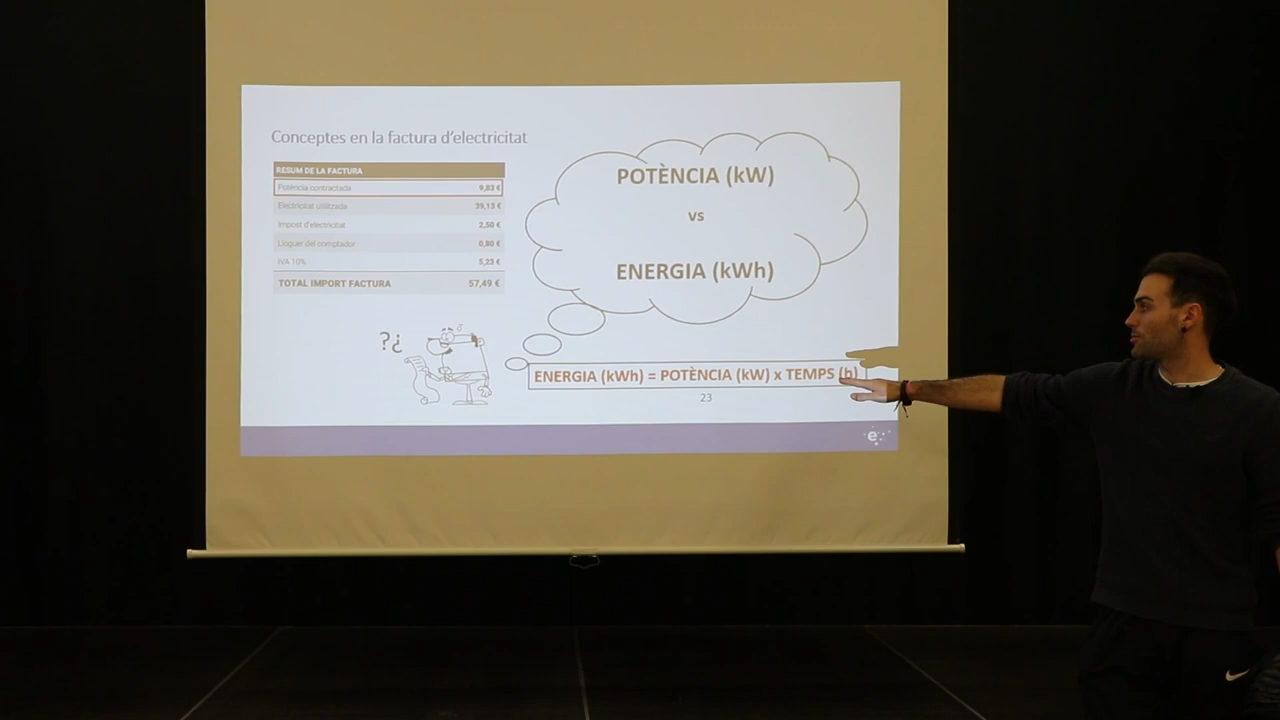 Conceptes en la factura d'electricitat
RESUM DE LA FACTURA
Potència contractada 9,83 €
Electricitat utilitzada 39,13 €
Impost d'electricitat 2,50 €
Lloguer del comptador 0,80 €
IVA 10% 5,23 €
TOTAL IMPORT FACTURA 57,49 €
POTÈNCIA (kW)
vs
ENERGIA (kWh)
?¿
ENERGIA (kWh) = POTÈNCIA (kW) x TEMPS (h)
23
e